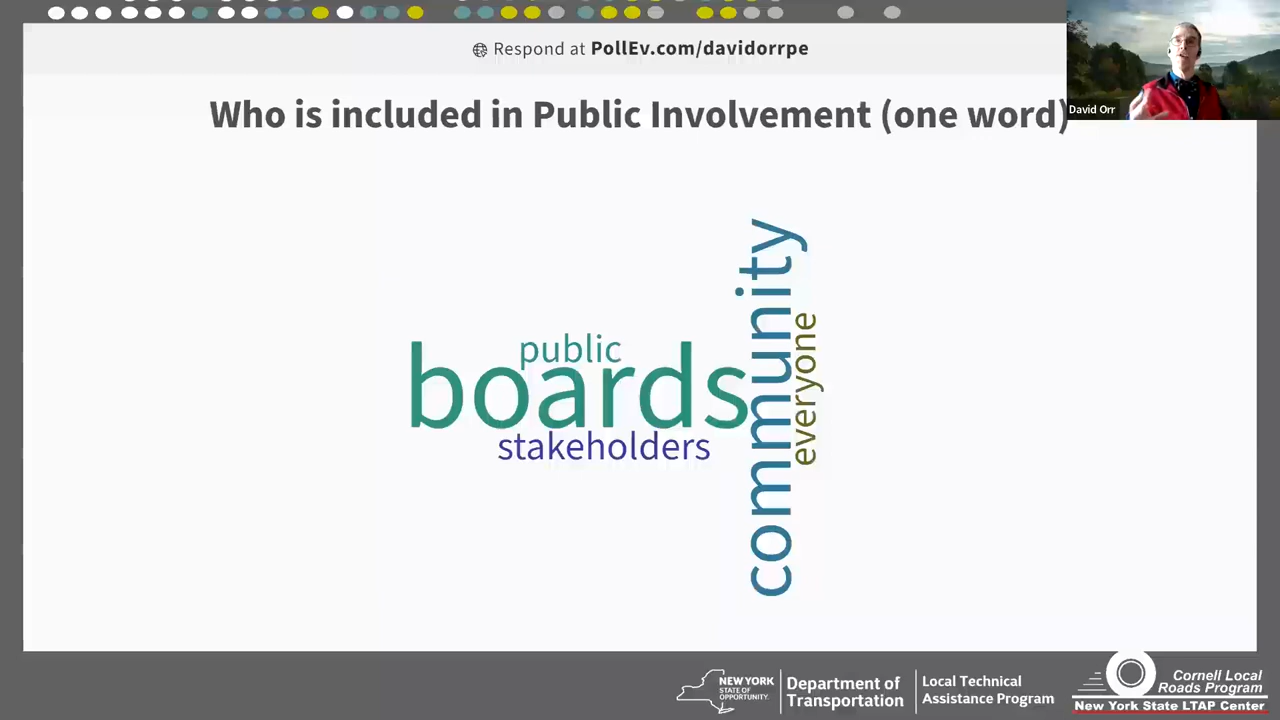 Respond at PollEv.com/davidorrpe
David Orr
Who is included in Public Involvement (one word)
public
boards
stakeholders
community
everyone
NEW YORK
STATE OF
OPPORTUNITY.
Department of
Transportation
Local Technical
Assistance Program
Cornell Local
Roads Program
New York State LTAP Center